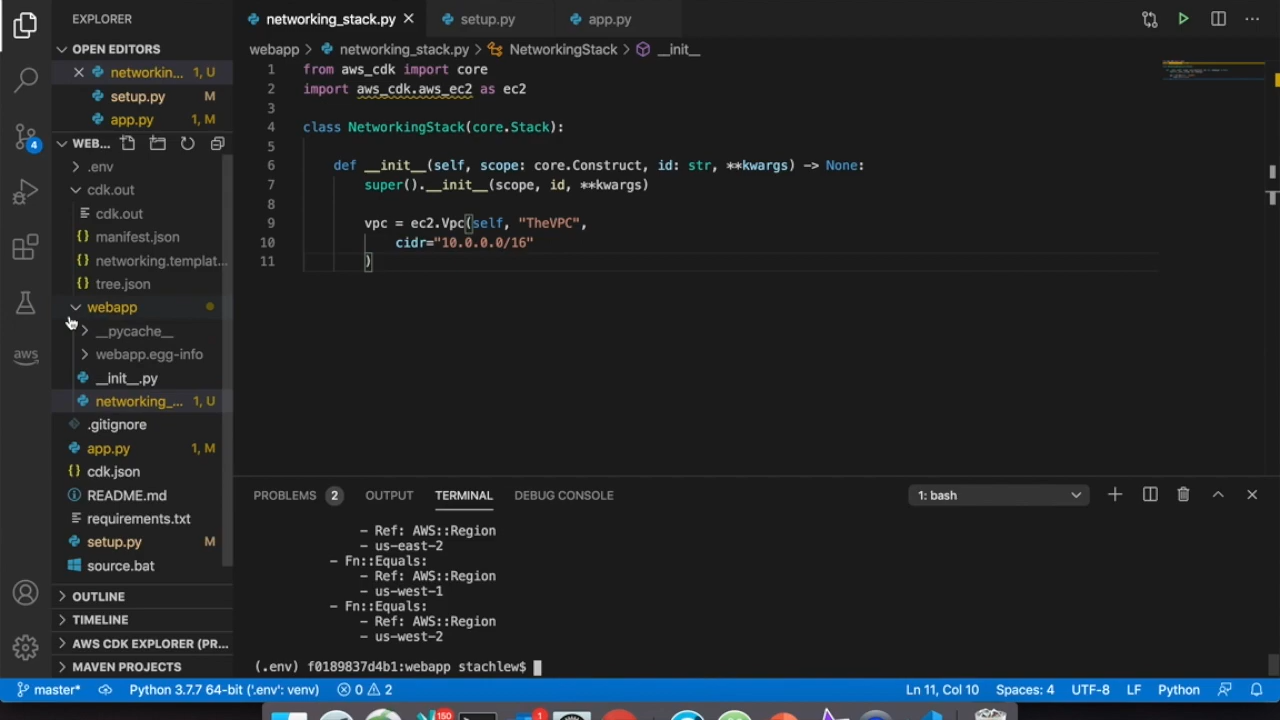 EXPLORER
OPEN EDITORS
networkin... 1, U
setup.py M
app.py 1, M
WEB...
.env
cdk.out
cdk.out
manifest.json
networking.templat...
tree.json
webapp
__pycache__
webapp.egg-info
__init__.py
networking_... 1, U
.gitignore
app.py 1, M
cdk.json
README.md
requirements.txt
setup.py M
source.bat
OUTLINE
TIMELINE
AWS CDK EXPLORER (PR...
MAVEN PROJECTS
4
aws
networking_stack.py
setup.py
app.py
webapp > networking_stack.py > NetworkingStack > __init__
1 from aws_cdk import core
2 import aws_cdk.aws_ec2 as ec2
3
4 class NetworkingStack(core.Stack):
5
6 def __init__(self, scope: core.Construct, id: str, **kwargs) -> None:
7 super().__init__(scope, id, **kwargs)
8
9 vpc = ec2.Vpc(self, "TheVPC",
10 cidr="10.0.0.0/16"
11 )
PROBLEMS 2 OUTPUT TERMINAL DEBUG CONSOLE 1: bash
- Ref: AWS::Region
- us-east-2
- Fn::Equals:
- Ref: AWS::Region
- us-west-1
- Fn::Equals:
- Ref: AWS::Region
- us-west-2
(.env) f0189837d4b1:webapp stachlew$
master* Python 3.7.7 64-bit ('.env': venv) 0 2 Ln 11, Col 10 Spaces: 4 UTF-8 LF Python
150 1